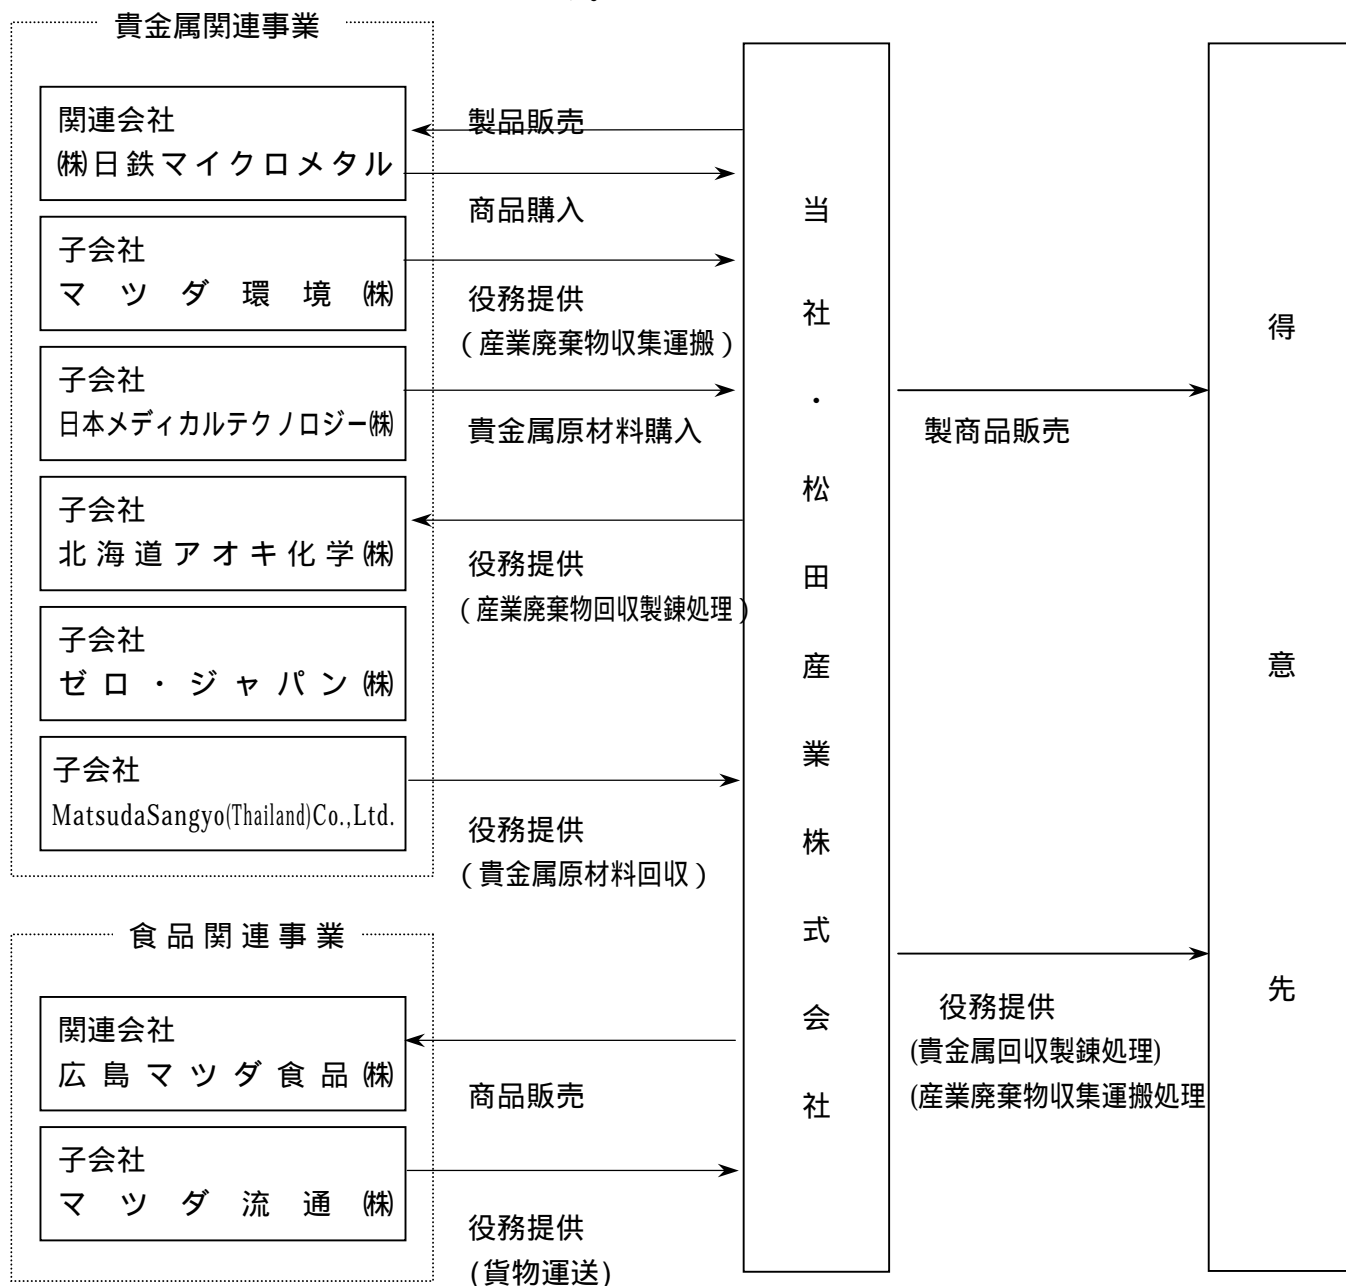 貴金属関連事業
関連会社
㈱日鉄マイクロメタル
製品販売
商品購入
子会社
マツダ環境㈱
役務提供
(産業廃棄物収集運搬)
子会社
日本メディカルテクノロジー㈱
貴金属原材料購入
子会社
北海道アオキ化学㈱
役務提供
(産業廃棄物回収製錬処理)
子会社
ゼロ・ジャパン㈱
子会社
MatsudaSangyo(Thailand)Co.,Ltd.
役務提供
(貴金属原材料回収)
食品関連事業
関連会社
広島マツダ食品㈱
商品販売
子会社
マツダ流通㈱
役務提供
(貨物運送)
当社・松田産業株式会社
製商品販売
役務提供
(貴金属回収製錬処理)
(産業廃棄物収集運搬処理
得意先